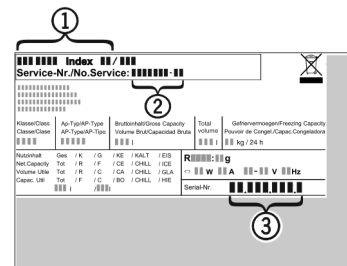 1
Index /
Service-Nr./No.Service: -
2
Klasse/Class
Classe/Clase
Ap-Typ/AP-Type
AP-Type/AP-Tipo
Bruttoinhalt/Gross Capacity
Volume Brut/Capacidad Bruta
l
Total
volume
l
Gefriervermoegen/Freezing Capacity
Pouvoir de Congel./Capac.Congeladora
kg / 24 h
Nutzinhalt Ges / K / G / KE / KALT / EIS
Net.Capacity Tot / R / F / CE / CHILL / ICE
Volume Utile Tot / R / C / CA / CHILL / GLA
Capac. Util Tot / F / C / BO / CHILL / HIE
l / l
R : g
W A - V Hz
Serial-Nr. . . .
3